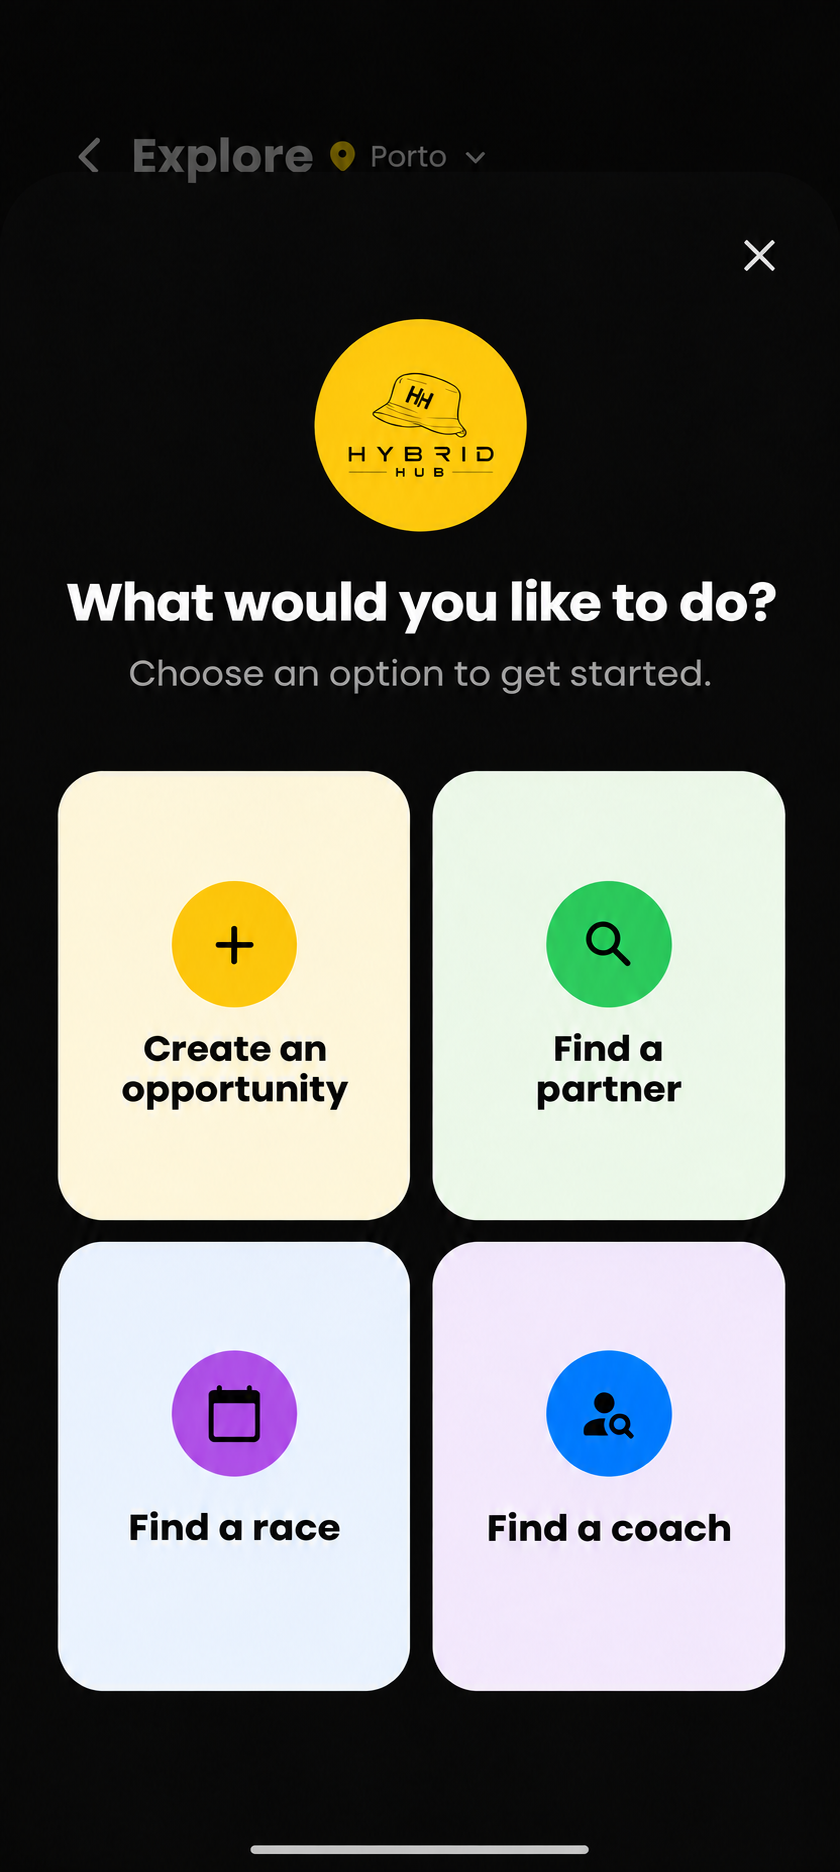 Explore Porto
HH
HYBRID
HUB
What would you like to do?
Choose an option to get started.
Create an
opportunity
Find a
partner
Find a race
Find a coach